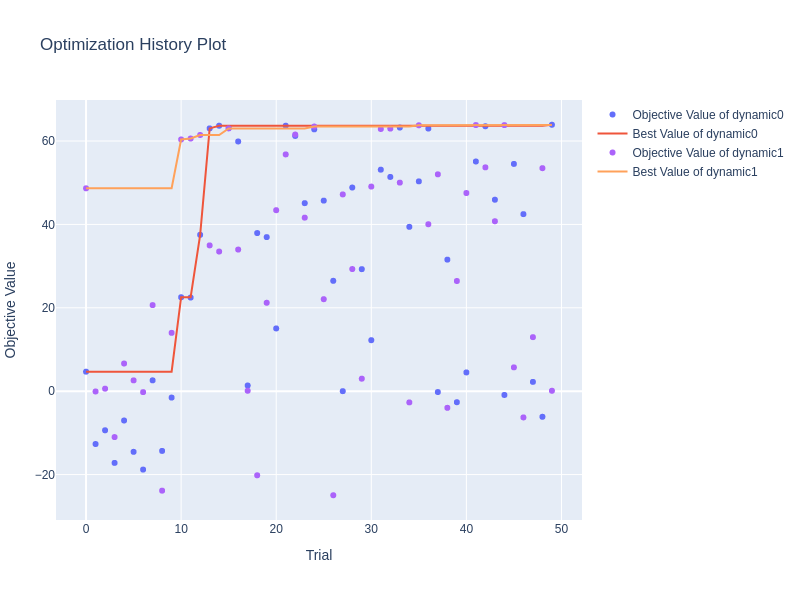 Optimization History Plot
Objective Value of dynamic0
Best Value of dynamic0
Objective Value of dynamic1
Best Value of dynamic1
60
40
20
0
−20
Objective Value
0 10 20 30 40 50
Trial